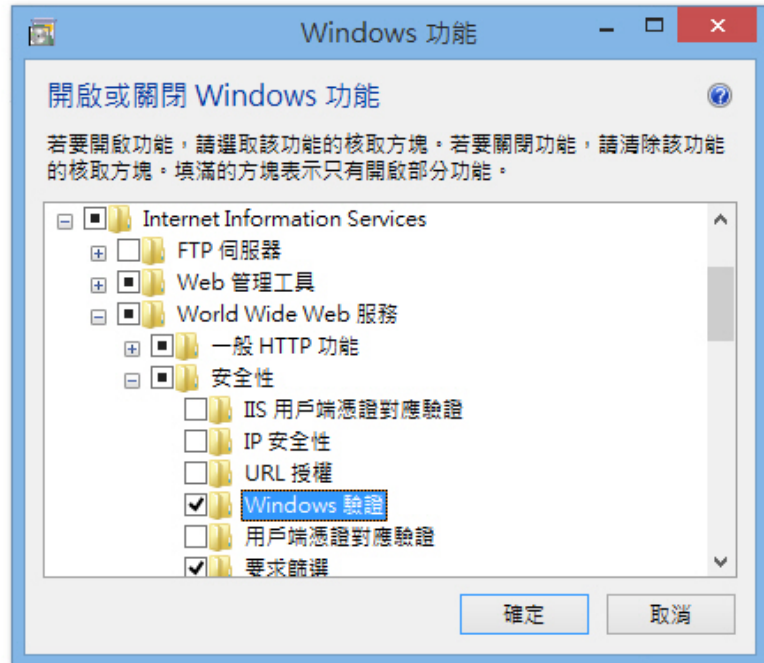 Windows 功能
開啟或關閉 Windows 功能
若要開啟功能，請選取該功能的核取方塊。若要關閉功能，請清除該功能
的核取方塊。填滿的方塊表示只有開啟部分功能。
Internet Information Services
FTP 伺服器
Web 管理工具
World Wide Web 服務
一般 HTTP 功能
安全性
IIS 用戶端憑證對應驗證
IP 安全性
URL 授權
Windows 驗證
用戶端憑證對應驗證
要求篩選
確定
取消